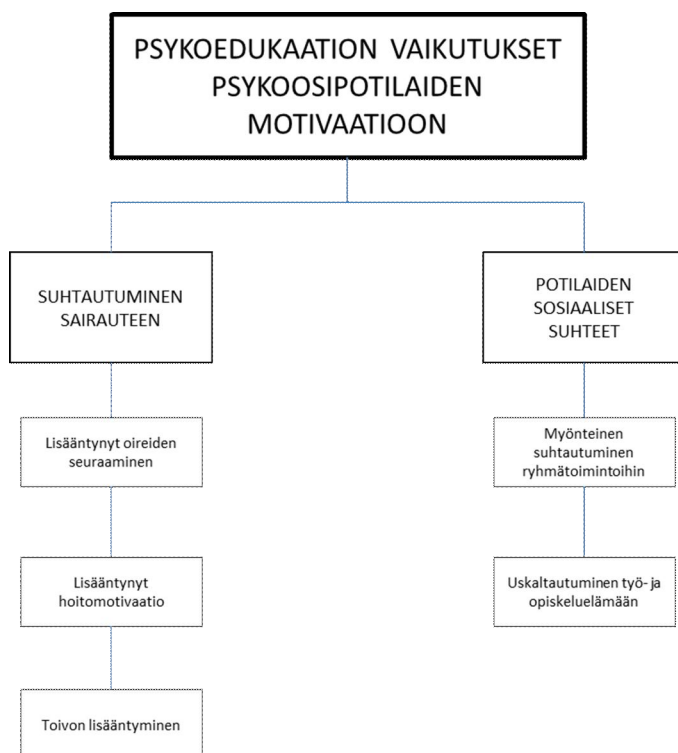 PSYKOEDUKAATION VAIKUTUKSET
PSYKOOSIPOTILAIDEN
MOTIVAATIOON
SUHTAUTUMINEN
SAIRAUTEEN
Lisääntynyt oireiden
seuraaminen
Lisääntynyt
hoitomotivaatio
Toivon lisääntyminen
POTILAIDEN
SOSIAALISET
SUHTEET
Myönteinen
suhtautuminen
ryhmätoimintoihin
Uskaltautuminen työ- ja
opiskeluelämään